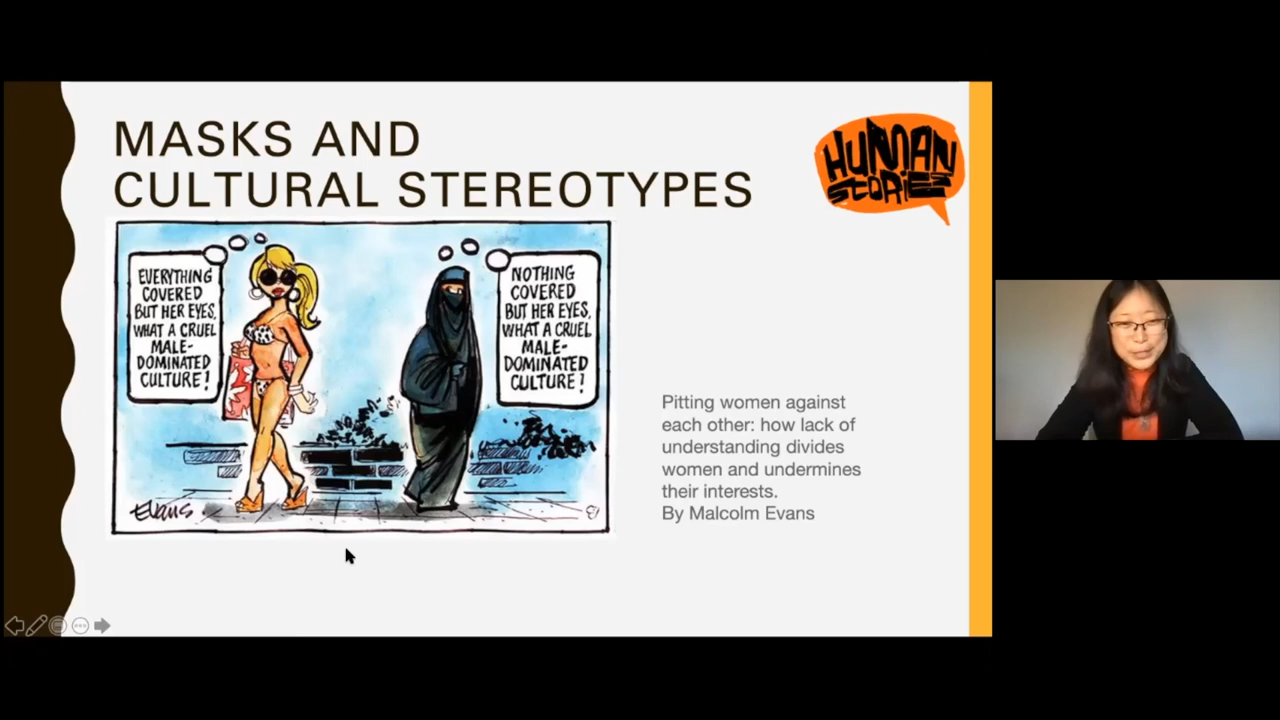 MASKS AND
CULTURAL STEREOTYPES
HUMAN
STORIES
EVERYTHING
COVERED
BUT HER EYES,
WHAT A CRUEL
MALE-
DOMINATED
CULTURE!
NOTHING
COVERED
BUT HER EYES,
WHAT A CRUEL
MALE-
DOMINATED
CULTURE!
Evans
Pitting women against
each other: how lack of
understanding divides
women and undermines
their interests.
By Malcolm Evans